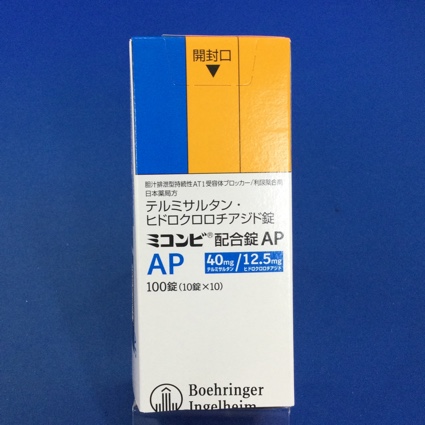 開封口
胆汁排泄型持続性AT1受容体ブロッカー/利尿薬合剤
日本薬局方
テルミサルタン・
ヒドロクロロチアジド錠
ミコンビ®配合錠AP
AP 40mg/12.5mg
テルミサルタン ヒドロクロロチアジド
100錠(10錠×10)
Boehringer
Ingelheim